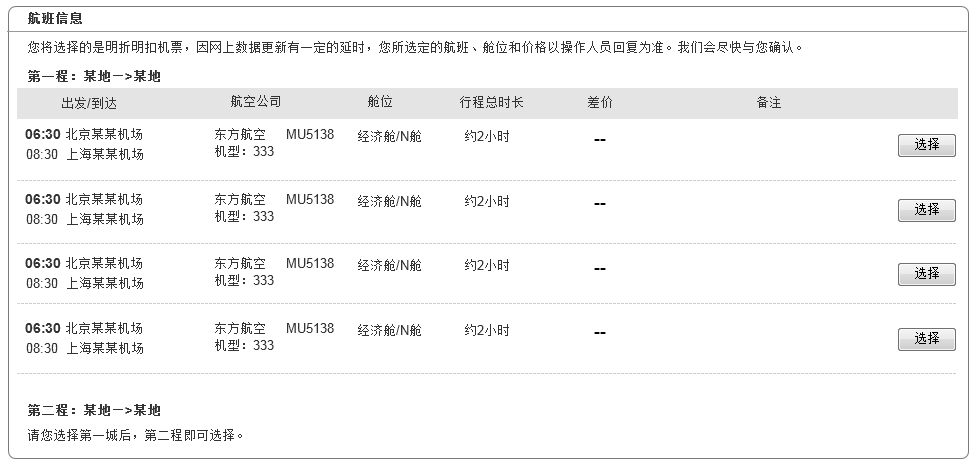 航班信息
您将选择的是明折明扣机票，因网上数据更新有一定的延时，您所选定的航班、舱位和价格以操作人员回复为准。我们会尽快与您确认。
第一程：某地—>某地
出发/到达 航空公司 舱位 行程总时长 差价 备注
06:30 北京某某机场 东方航空 MU5138 经济舱/N舱 约2小时 -- 选择
08:30 上海某某机场 机型：333
06:30 北京某某机场 东方航空 MU5138 经济舱/N舱 约2小时 -- 选择
08:30 上海某某机场 机型：333
06:30 北京某某机场 东方航空 MU5138 经济舱/N舱 约2小时 -- 选择
08:30 上海某某机场 机型：333
06:30 北京某某机场 东方航空 MU5138 经济舱/N舱 约2小时 -- 选择
08:30 上海某某机场 机型：333
第二程：某地—>某地
请您选择第一城后，第二程即可选择。